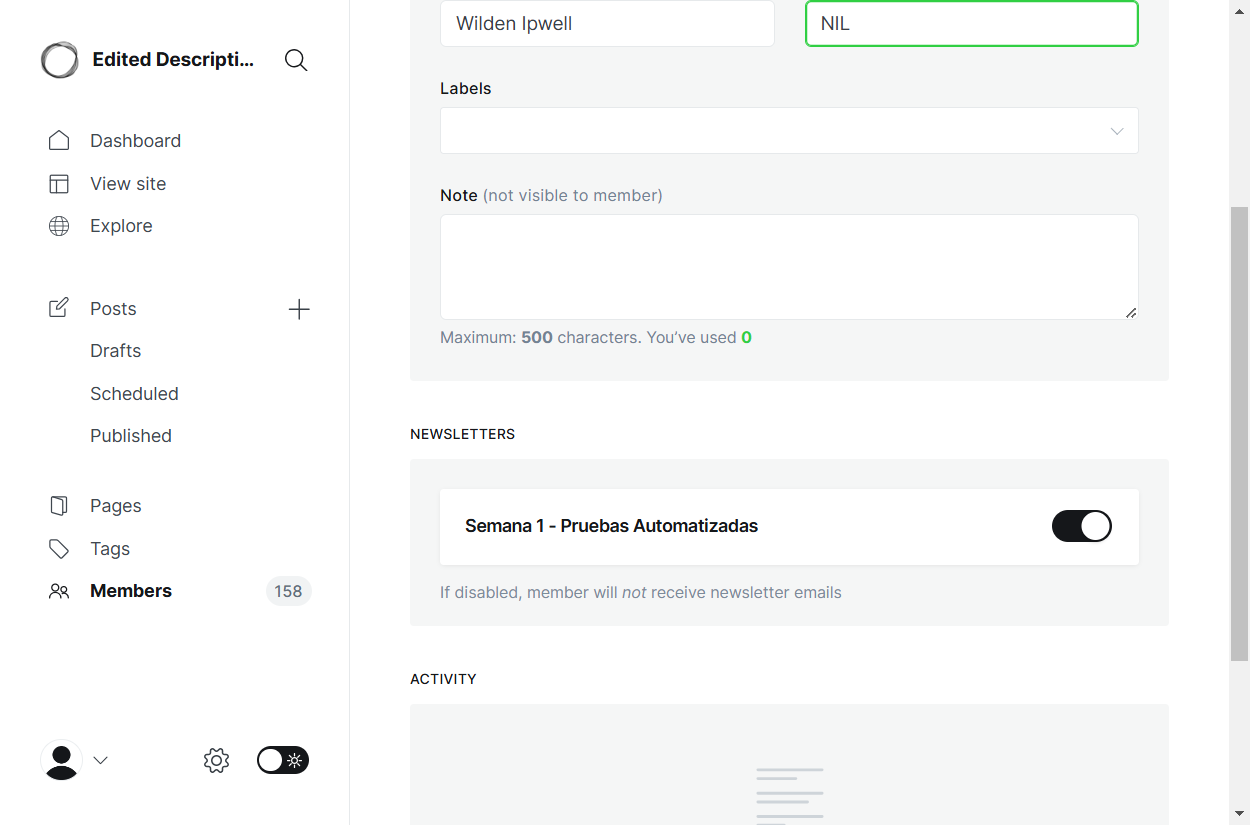 Edited Descripti...
Dashboard
View site
Explore
Posts
Drafts
Scheduled
Published
Pages
Tags
Members 158
Wilden Ipwell
NIL
Labels
Note (not visible to member)
Maximum: 500 characters. You’ve used 0
NEWSLETTERS
Semana 1 - Pruebas Automatizadas
If disabled, member will not receive newsletter emails
ACTIVITY